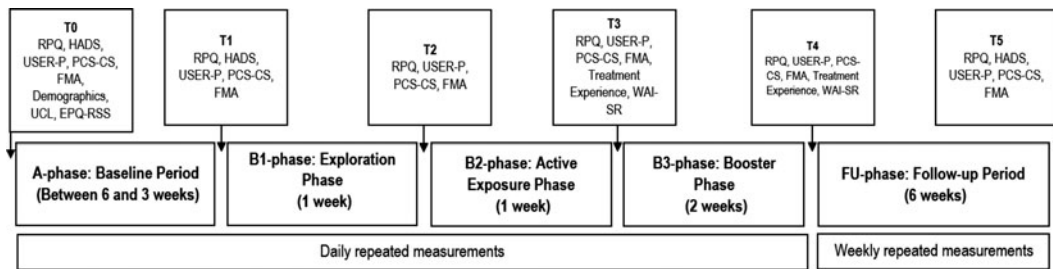 T0
RPQ, HADS,
USER-P, PCS-CS,
FMA,
Demographics,
UCL, EPQ-RSS
T1
RPQ, HADS,
USER-P, PCS-CS,
FMA
T2
RPQ, USER-P,
PCS-CS, FMA
T3
RPQ, USER-P,
PCS-CS, FMA,
Treatment
Experience, WAI-
SR
T4
RPQ, USER-P, PCS-
CS, FMA, Treatment
Experience, WAI-SR
T5
RPQ, HADS,
USER-P, PCS-CS,
FMA
A-phase: Baseline Period
(Between 6 and 3 weeks)
B1-phase: Exploration
Phase
(1 week)
B2-phase: Active
Exposure Phase
(1 week)
B3-phase: Booster
Phase
(2 weeks)
FU-phase: Follow-up Period
(6 weeks)
Daily repeated measurements
Weekly repeated measurements